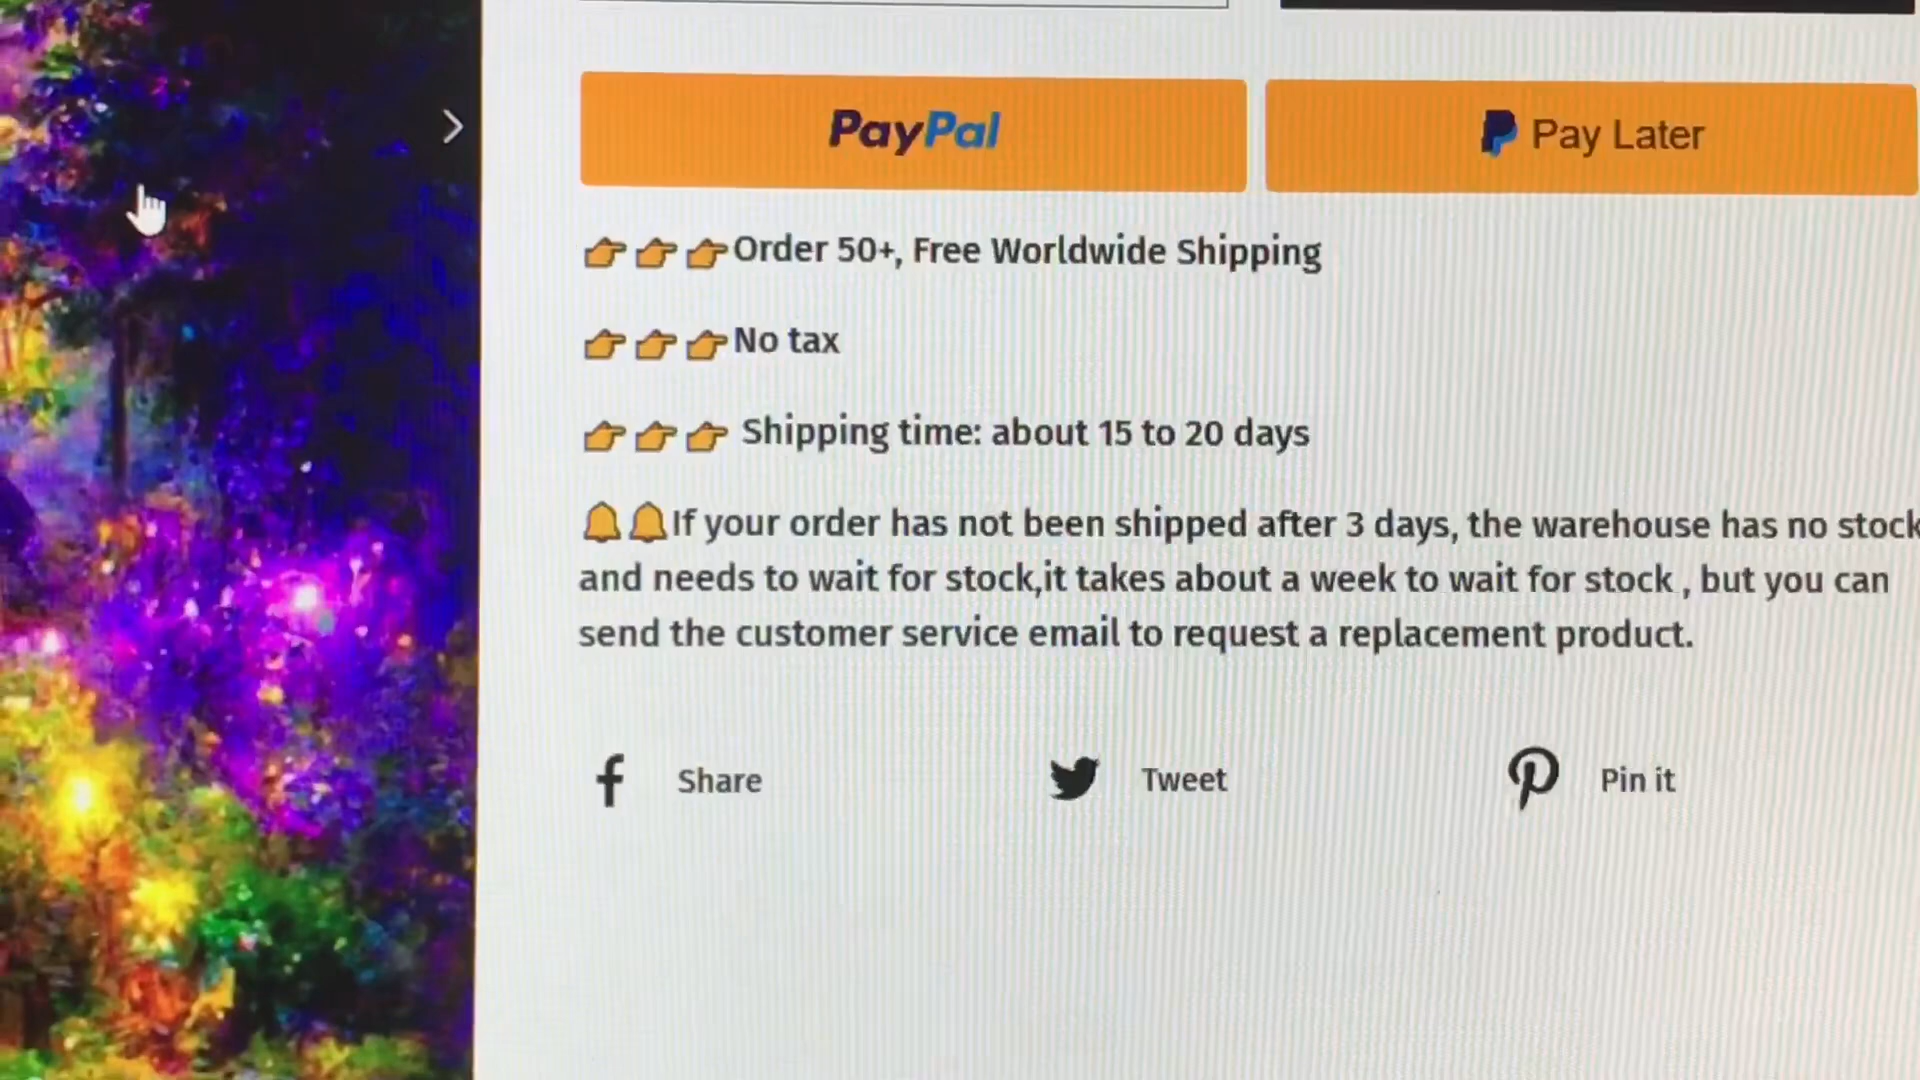 PayPal
Pay Later
👉👉👉Order 50+, Free Worldwide Shipping
👉👉👉No tax
👉👉👉 Shipping time: about 15 to 20 days
🔔🔔If your order has not been shipped after 3 days, the warehouse has no stock
and needs to wait for stock,it takes about a week to wait for stock , but you can
send the customer service email to request a replacement product.
Share
Tweet
Pin it